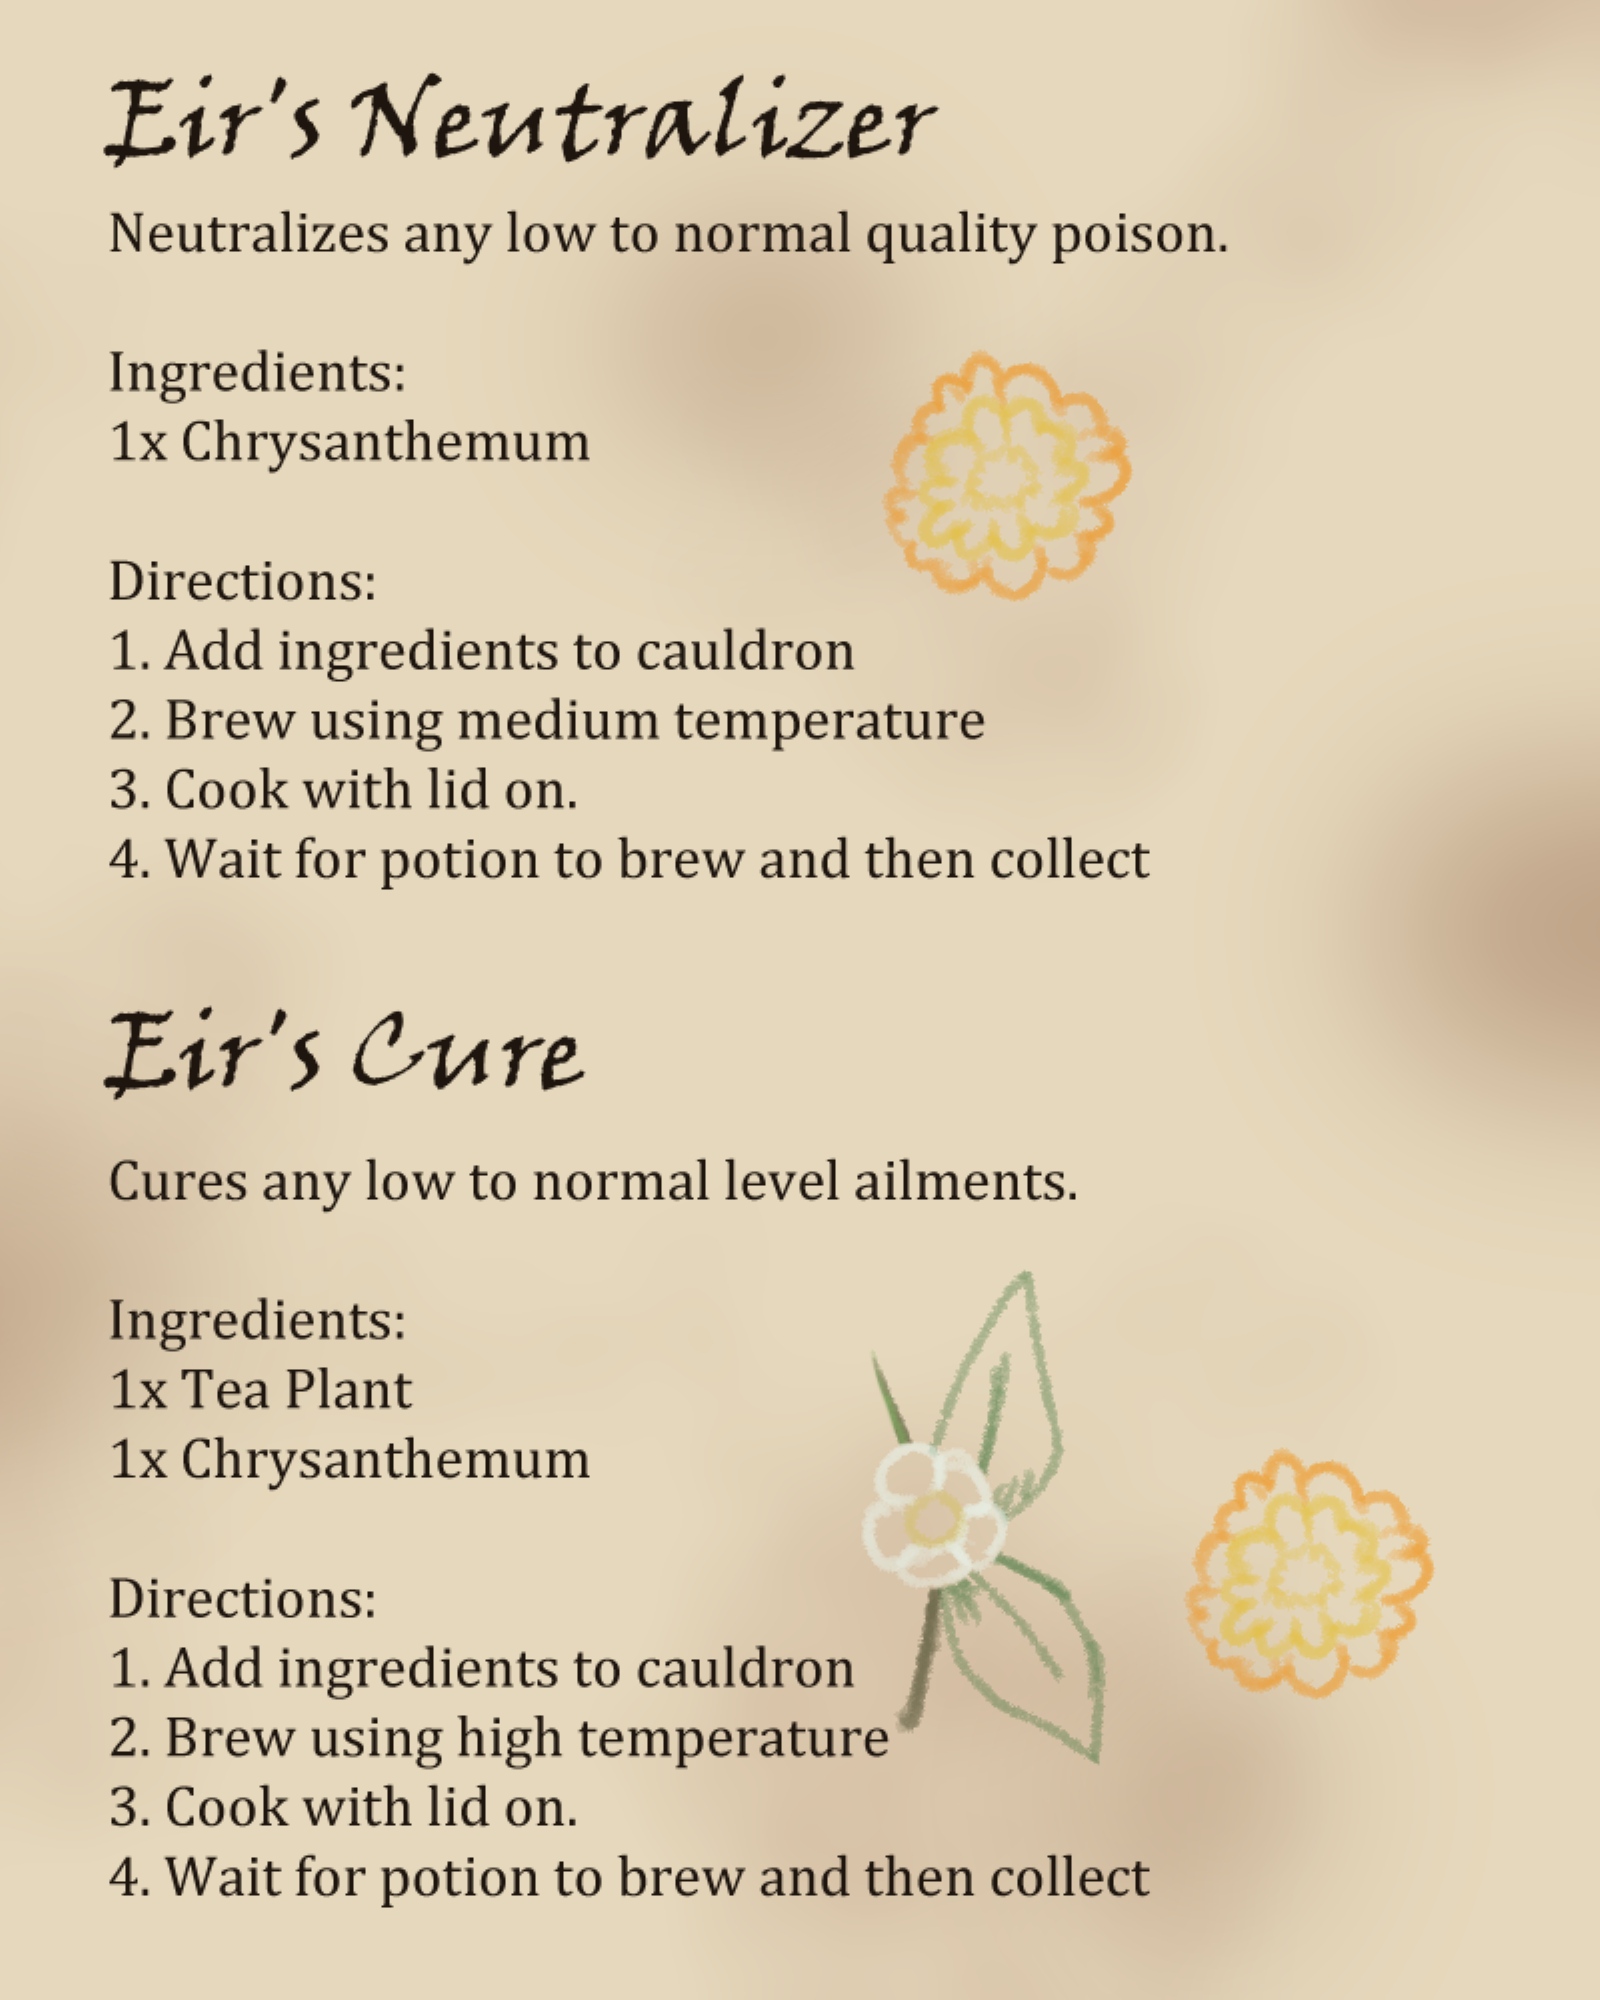 Eir's Neutralizer
Neutralizes any low to normal quality poison.
Ingredients:
1x Chrysanthemum
Directions:
1. Add ingredients to cauldron
2. Brew using medium temperature
3. Cook with lid on.
4. Wait for potion to brew and then collect
Eir's Cure
Cures any low to normal level ailments.
Ingredients:
1x Tea Plant
1x Chrysanthemum
Directions:
1. Add ingredients to cauldron
2. Brew using high temperature
3. Cook with lid on.
4. Wait for potion to brew and then collect